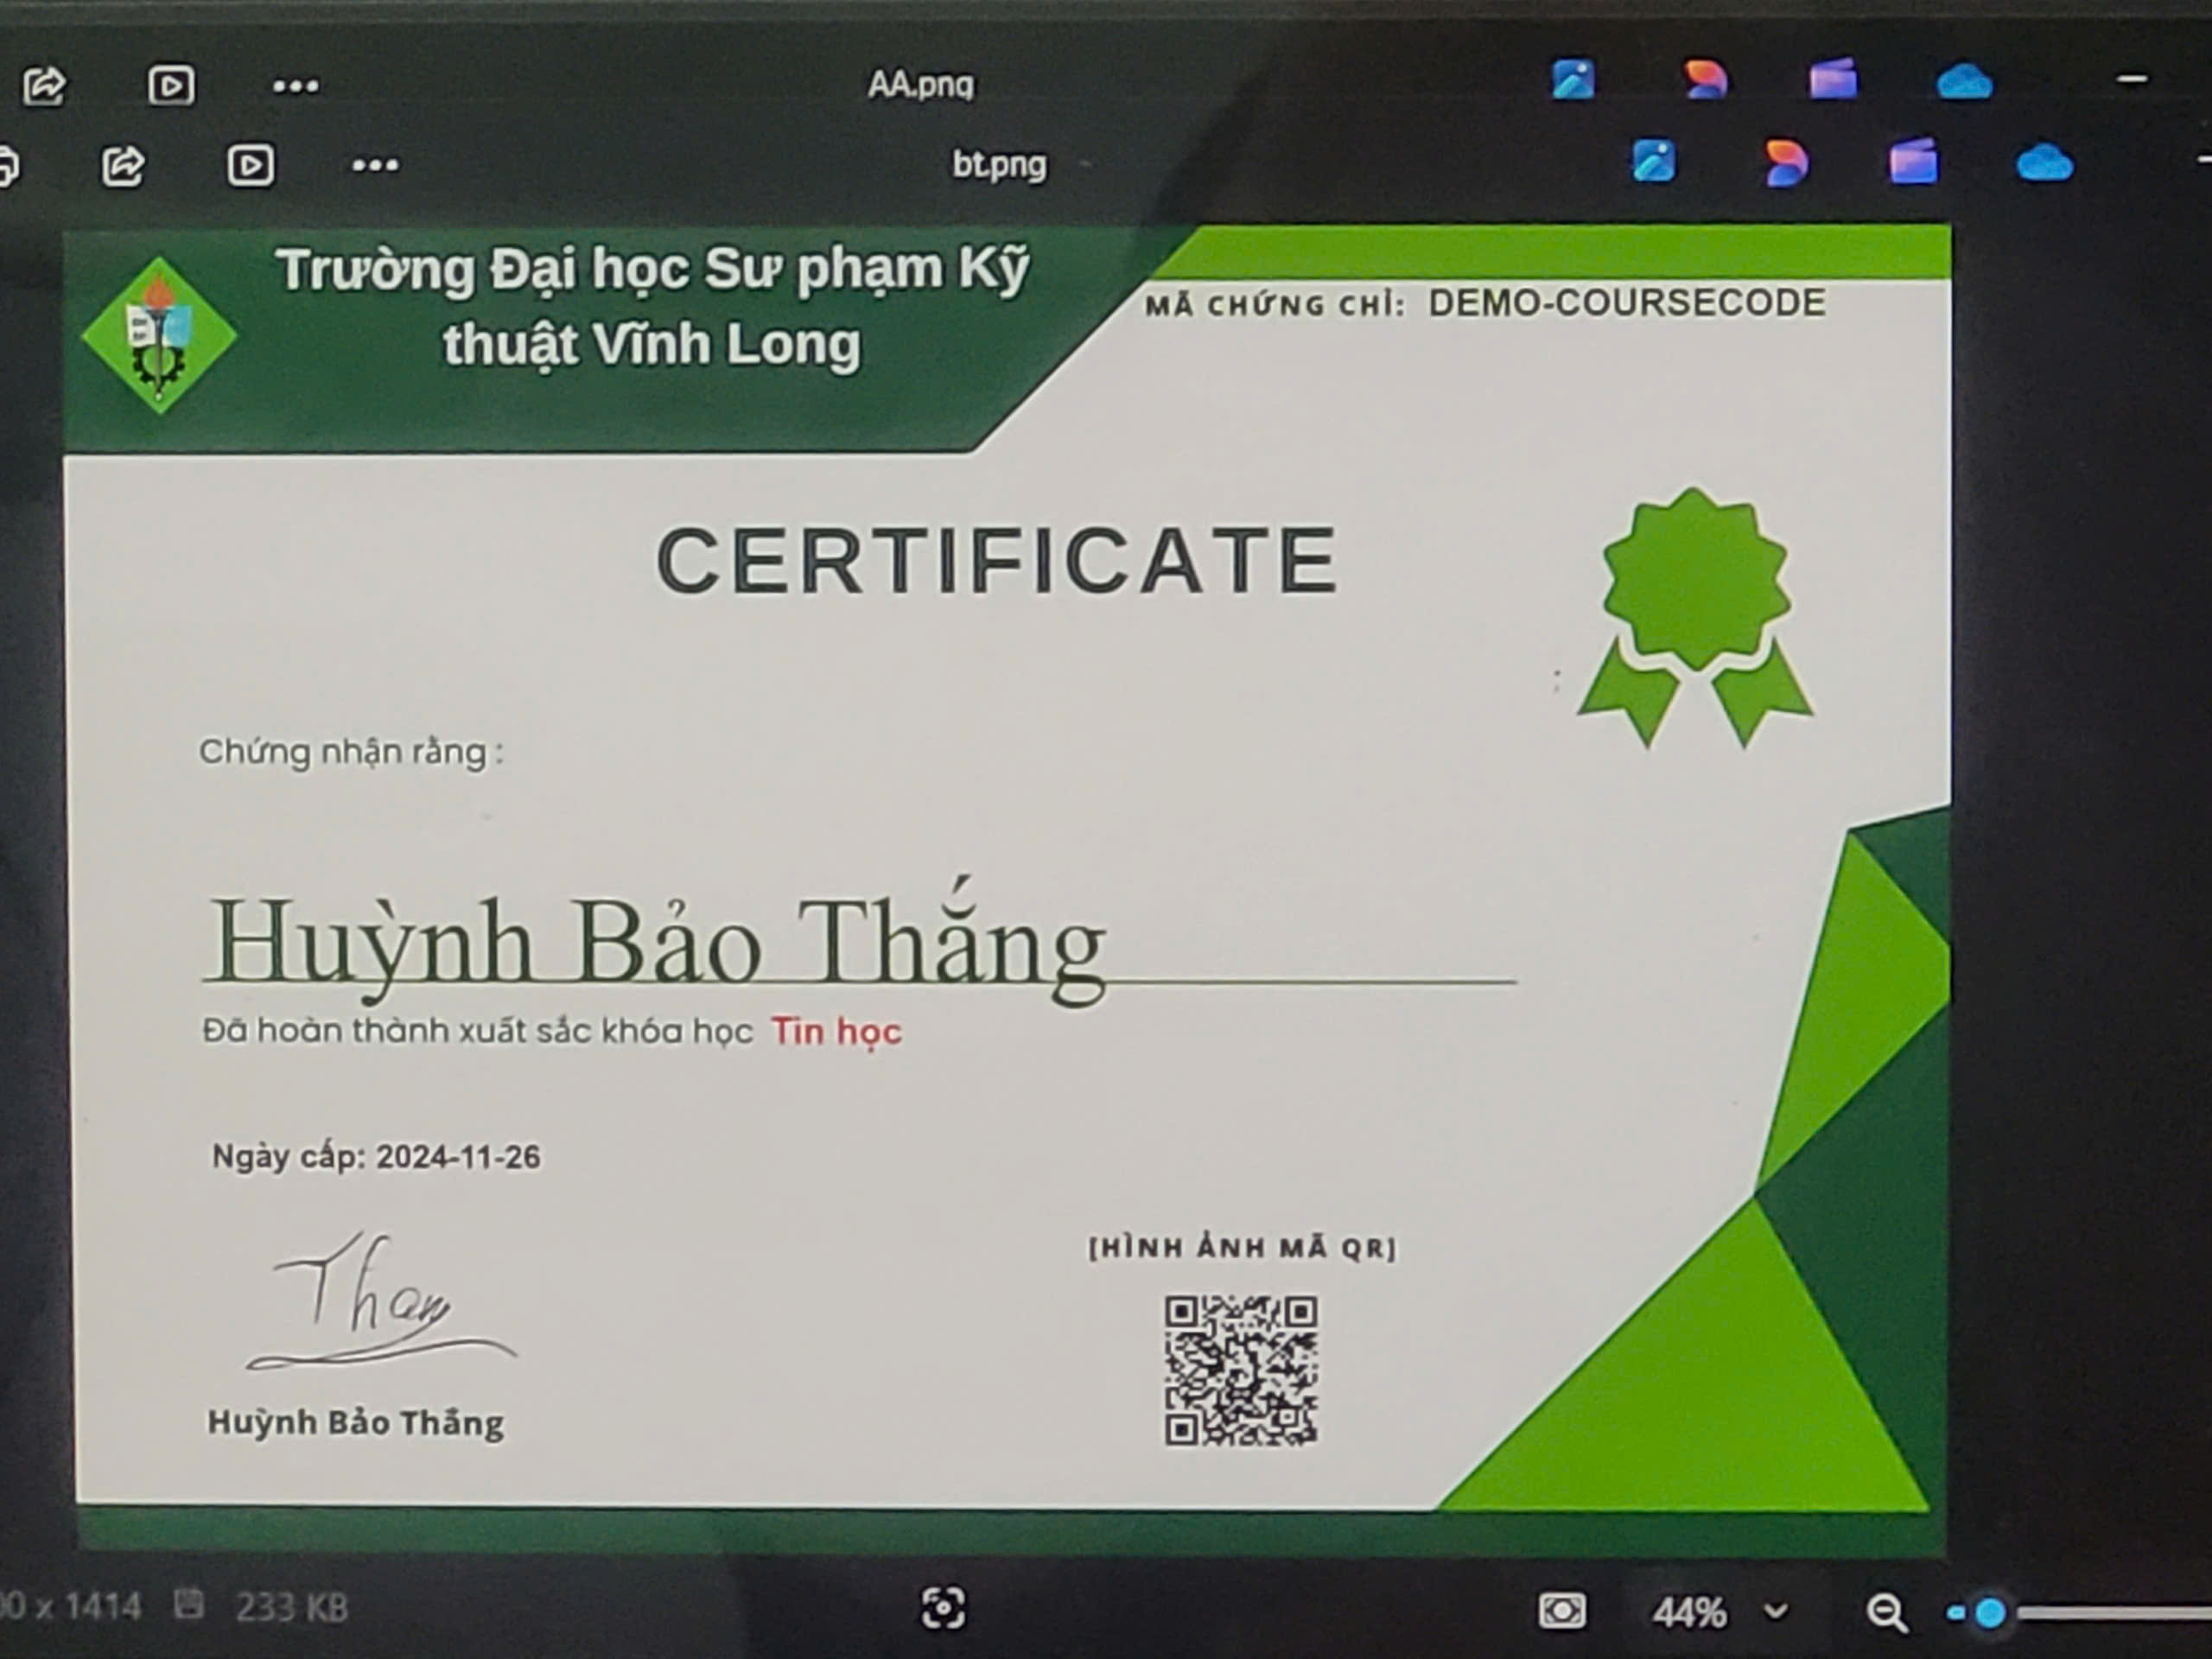 AA.png
bt.png
Trường Đại học Sư phạm Kỹ
thuật Vĩnh Long
MÃ CHỨNG CHỈ: DEMO-COURSECODE
CERTIFICATE
Chứng nhận rằng :
Huỳnh Bảo Thắng
Đã hoàn thành xuất sắc khóa học Tin học
Ngày cấp: 2024-11-26
[HÌNH ẢNH MÃ QR]
Huỳnh Bảo Thắng
x 1414 233 KB
44%